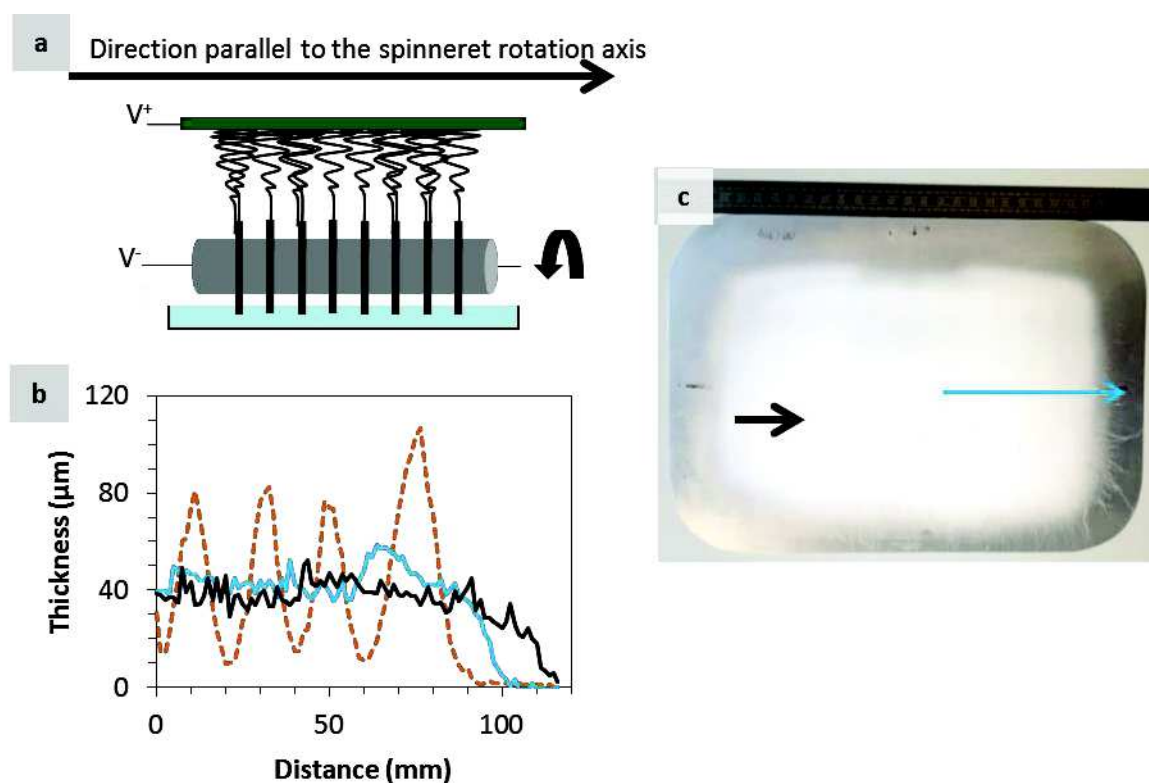 a
Direction parallel to the spinneret rotation axis
V+
V-
c
b
120
80
40
0
Thickness (µm)
0 50 100
Distance (mm)